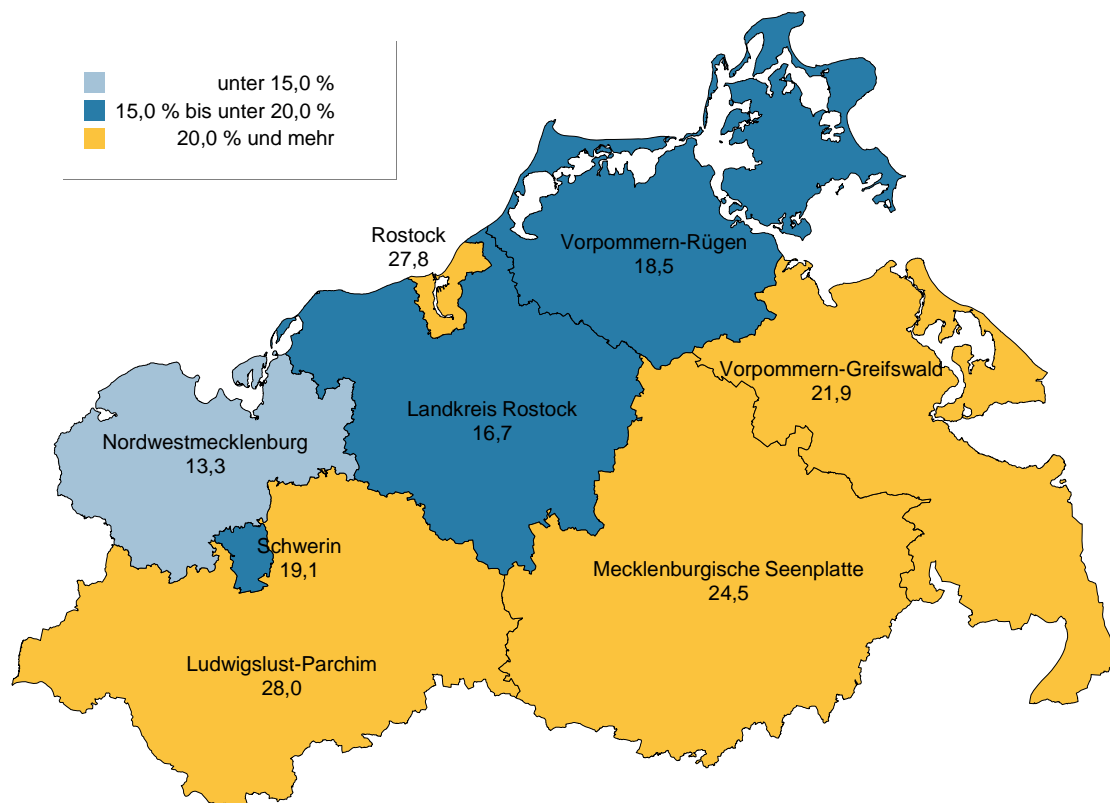 unter 15,0 %
15,0 % bis unter 20,0 %
20,0 % und mehr
Rostock
27,8
Vorpommern-Rügen
18,5
Vorpommern-Greifswald
21,9
Landkreis Rostock
16,7
Nordwestmecklenburg
13,3
Schwerin
19,1
Mecklenburgische Seenplatte
24,5
Ludwigslust-Parchim
28,0